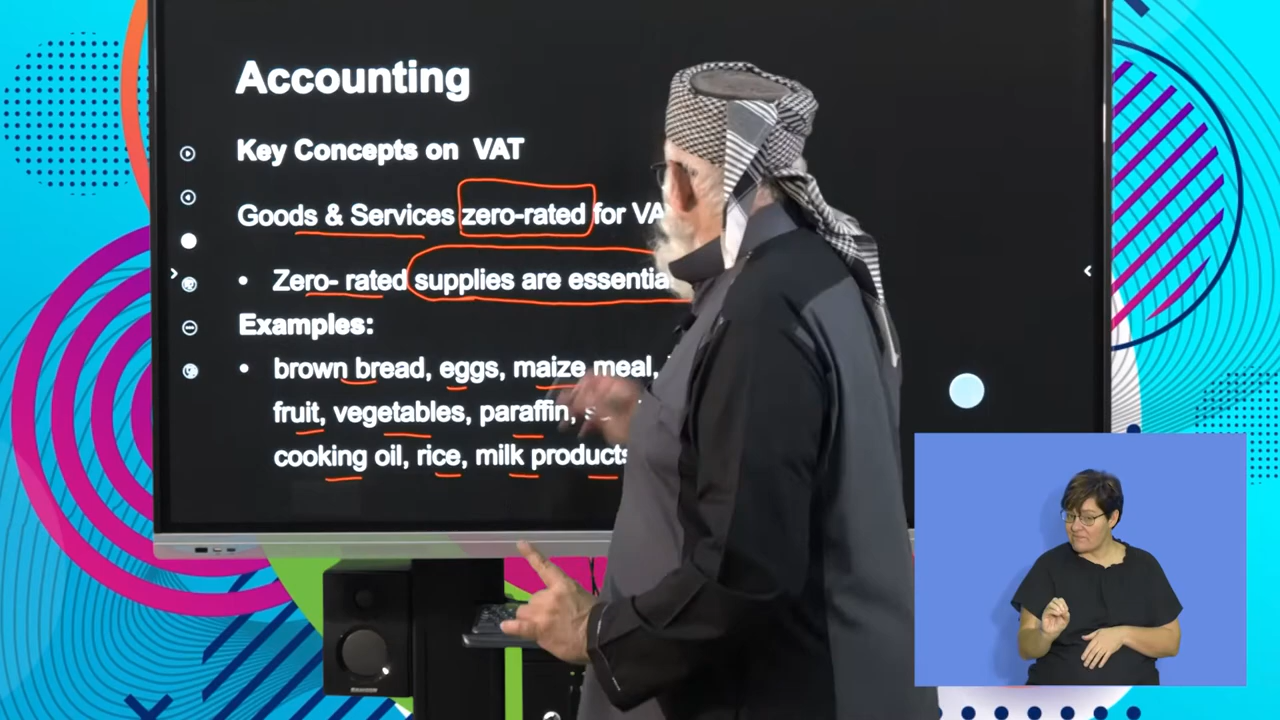 Accounting
Key Concepts on VAT
Goods & Services zero-rated for VA
• Zero- rated supplies are essentia
Examples:
• brown bread, eggs, maize meal,
fruit, vegetables, paraffin,
cooking oil, rice, milk products